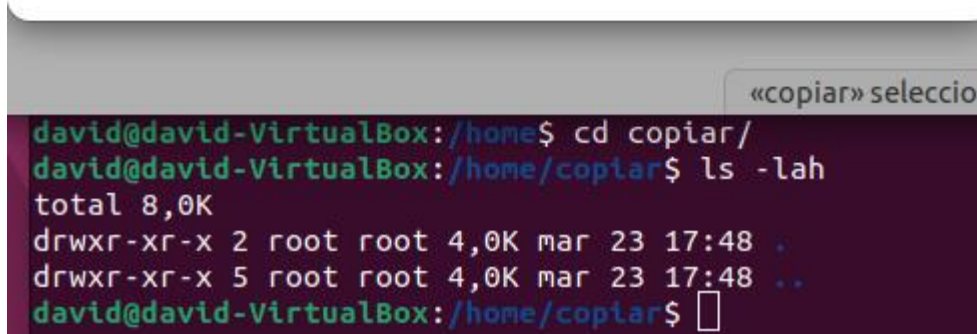 «copiar» seleccio
david@david-VirtualBox:/home$ cd copiar/
david@david-VirtualBox:/home/copiar$ ls -lah
total 8,0K
drwxr-xr-x 2 root root 4,0K mar 23 17:48 .
drwxr-xr-x 5 root root 4,0K mar 23 17:48 ..
david@david-VirtualBox:/home/copiar$